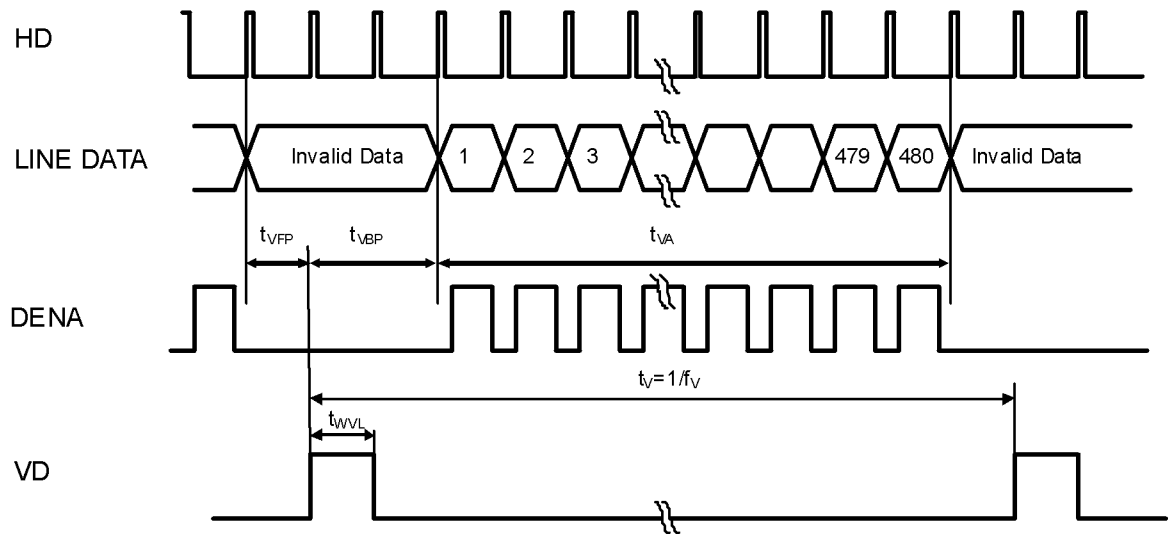 HD
LINE DATA
Invalid Data 1 2 3 479 480 Invalid Data
tVFP tVBP tVA
DENA
tV=1/fV
tWVL
VD